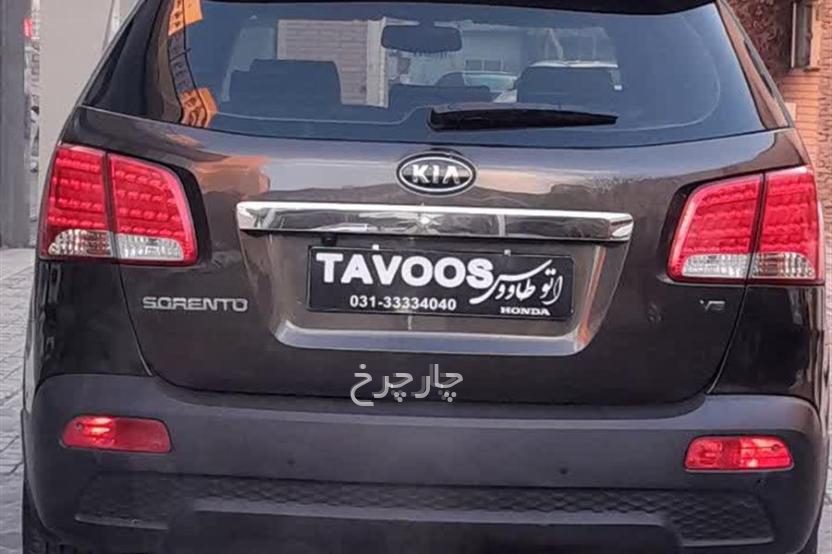 KIA
TAVOOS اتو طاووس
031-33334040
HONDA
SORENTO
V6
چارچرخ